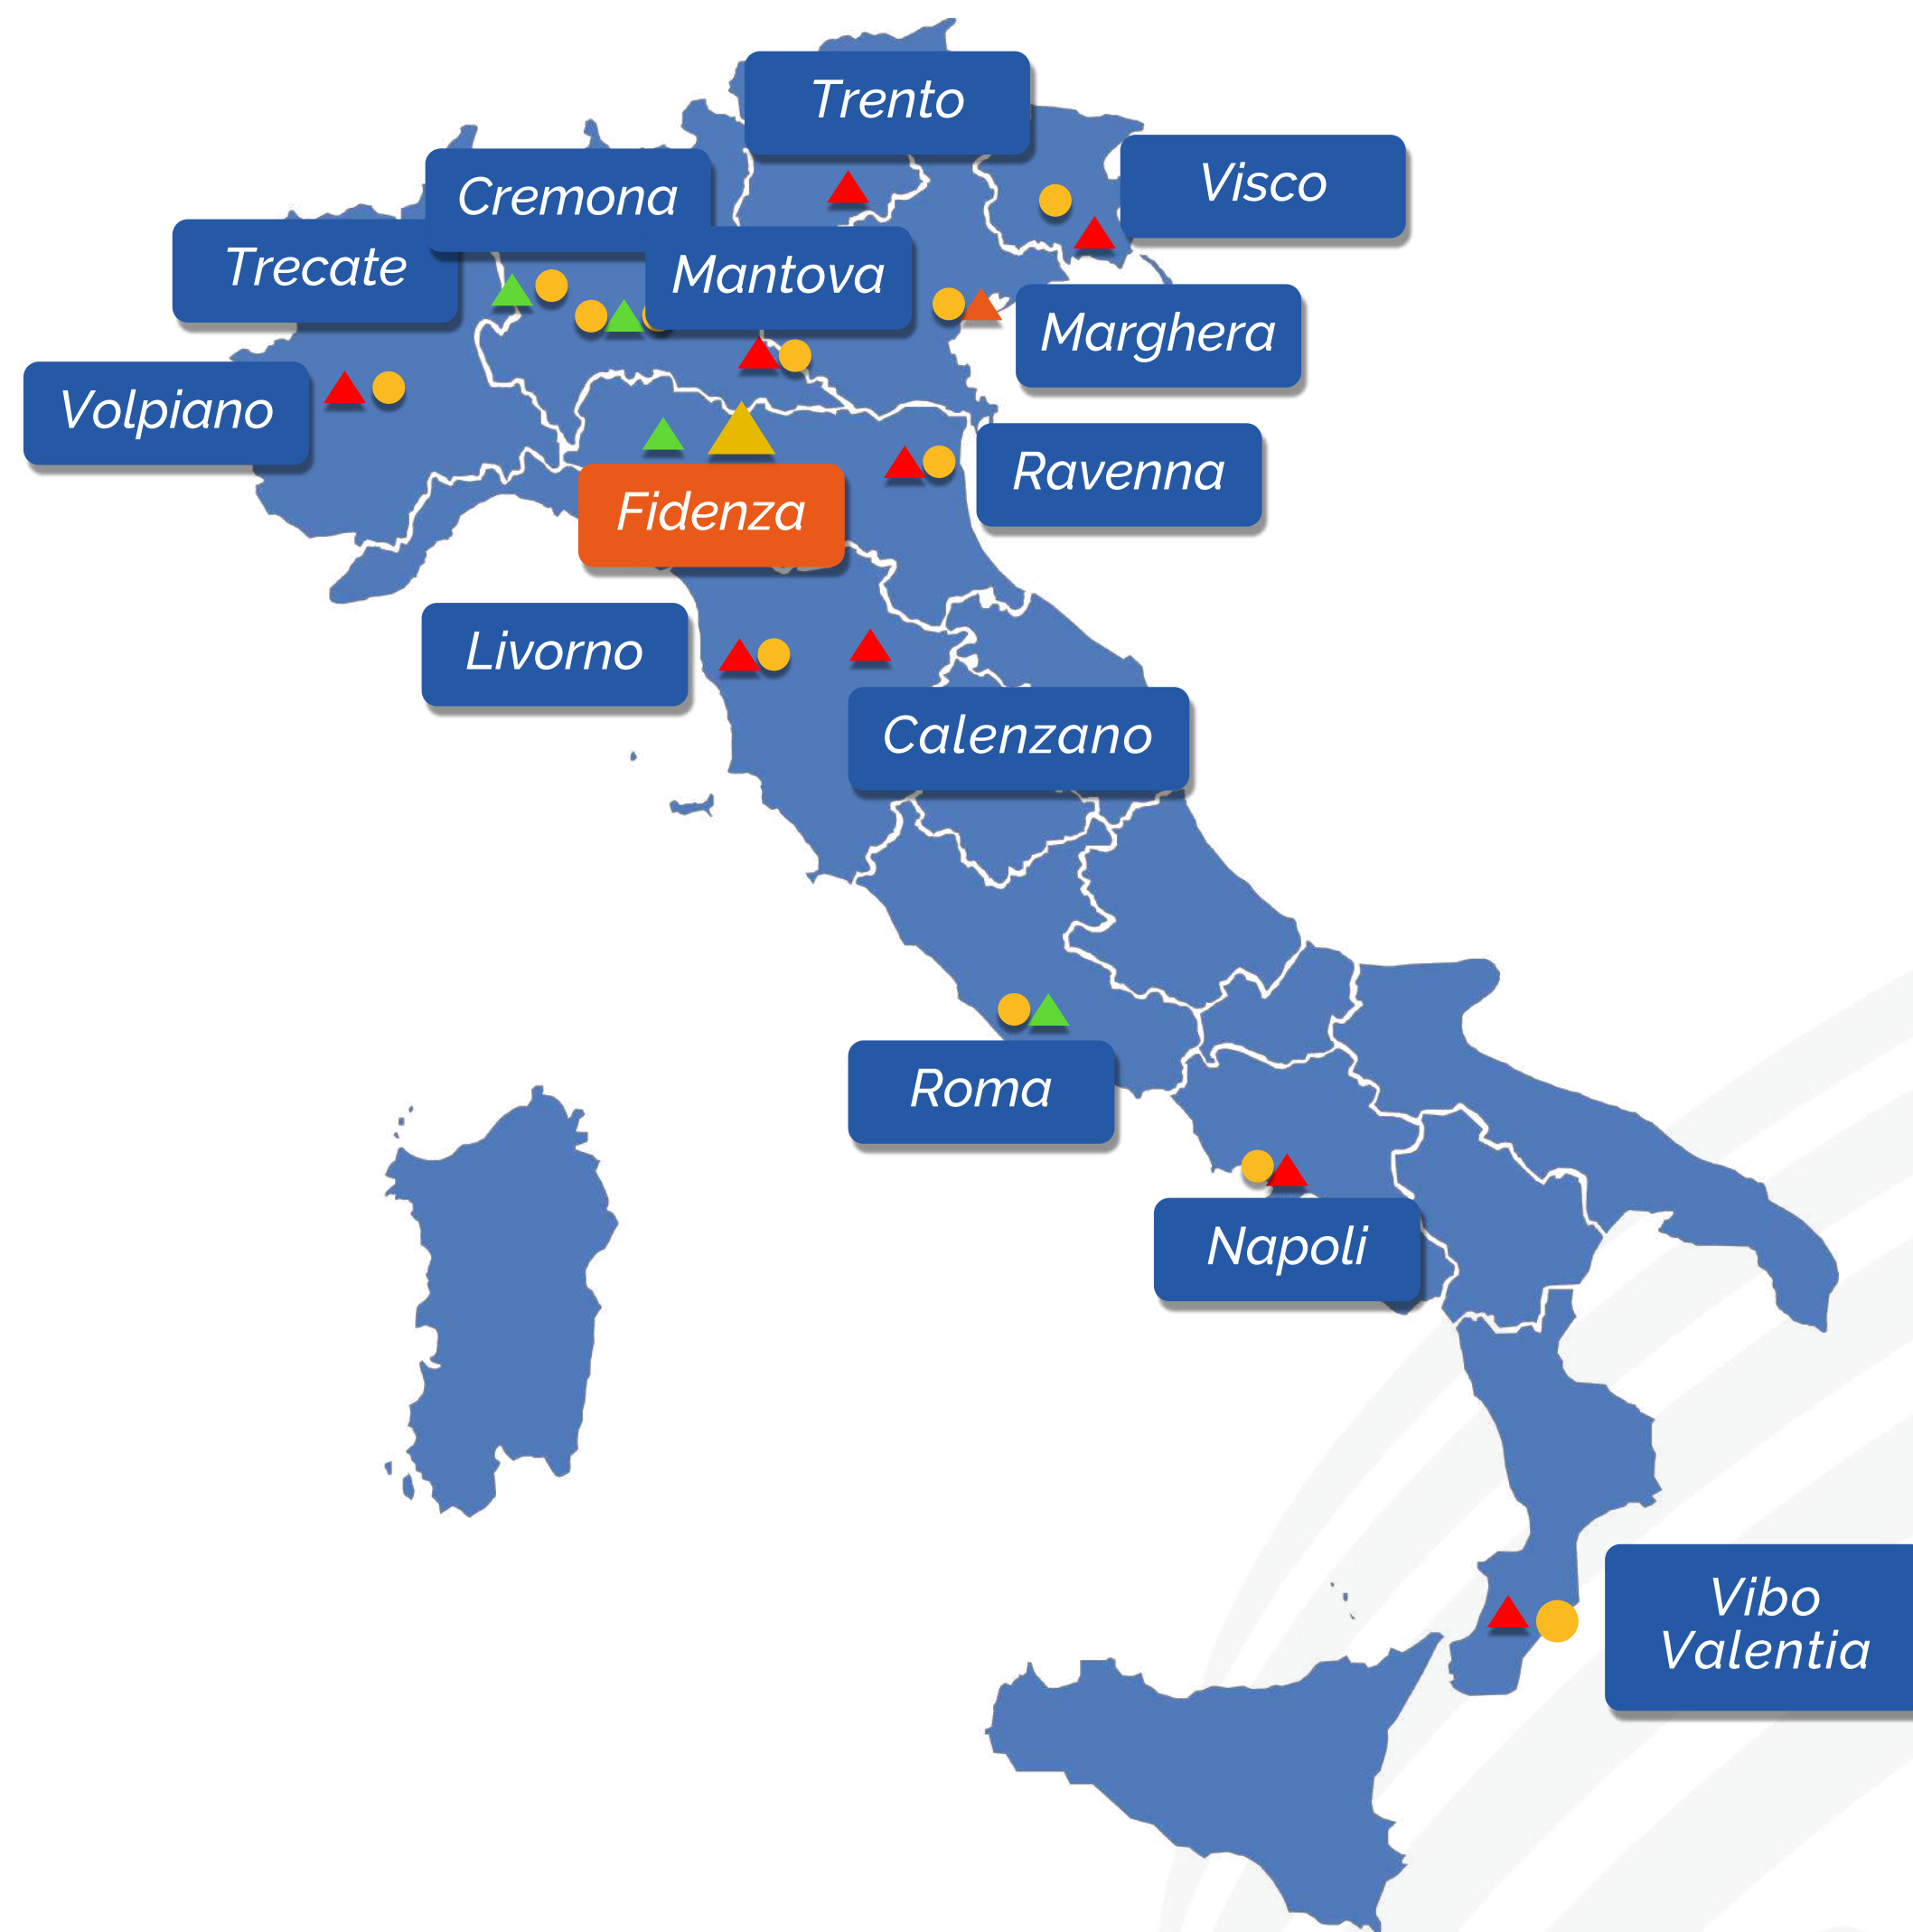 Trento
Visco
Cremona
Trecate
Mantova
Marghera
Volpiano
Ravenna
Fidenza
Livorno
Calenzano
Roma
Napoli
Vibo
Valentia